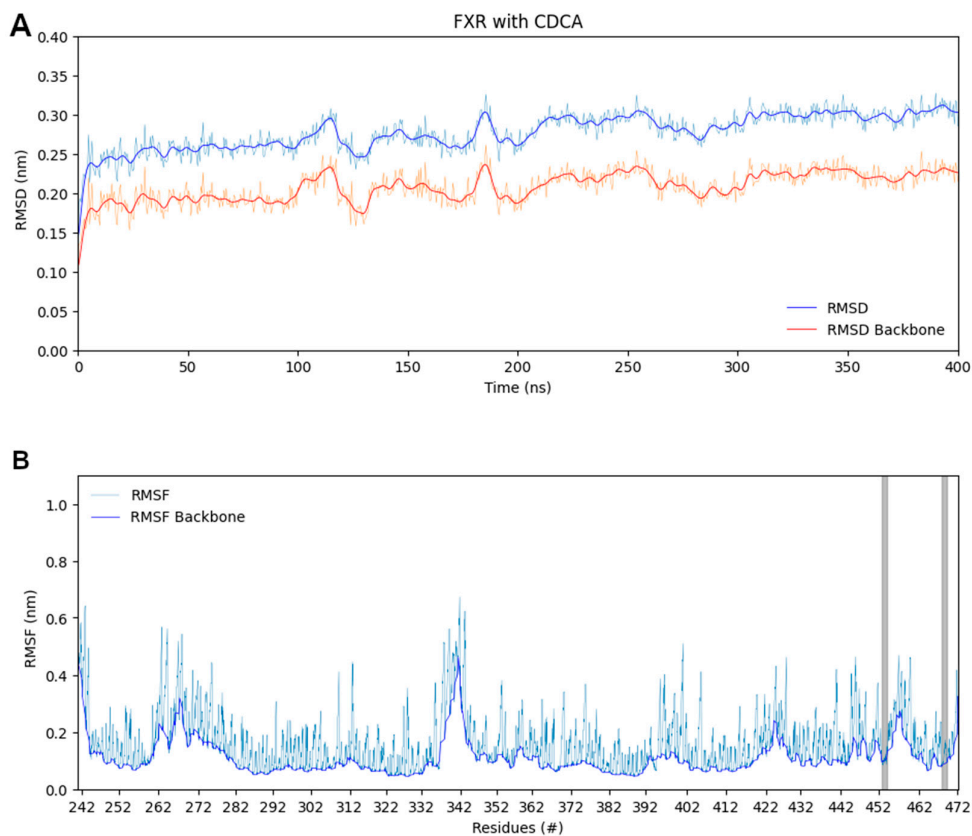 A
FXR with CDCA
0.40
0.35
0.30
0.25
0.20
0.15
0.10
0.05
0.00
RMSD (nm)
RMSD
RMSD Backbone
0 50 100 150 200 250 300 350 400
Time (ns)
B
RMSF
RMSF Backbone
1.0
0.8
0.6
0.4
0.2
0.0
RMSF (nm)
242 252 262 272 282 292 302 312 322 332 342 352 362 372 382 392 402 412 422 432 442 452 462 472
Residues (#)